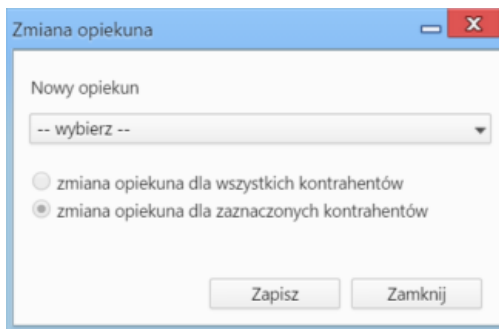 Zmiana opiekuna
Nowy opiekun
-- wybierz --
zmiana opiekuna dla wszystkich kontrahentów
zmiana opiekuna dla zaznaczonych kontrahentów
Zapisz Zamknij